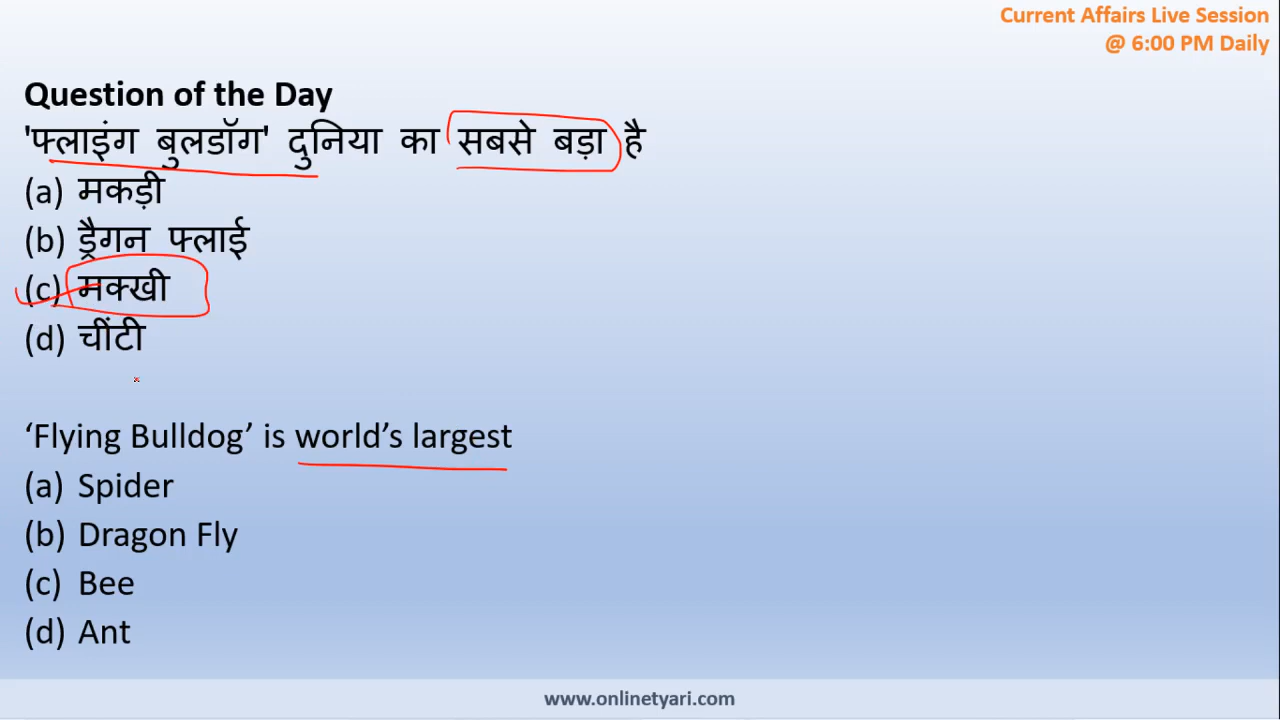 Current Affairs Live Session
@ 6:00 PM Daily
Question of the Day
'फ्लाइंग बुलडॉग' दुनिया का सबसे बड़ा है
(a) मकड़ी
(b) ड्रैगन फ्लाई
(c) मक्खी
(d) चींटी
‘Flying Bulldog’ is world’s largest
(a) Spider
(b) Dragon Fly
(c) Bee
(d) Ant
www.onlinetyari.com